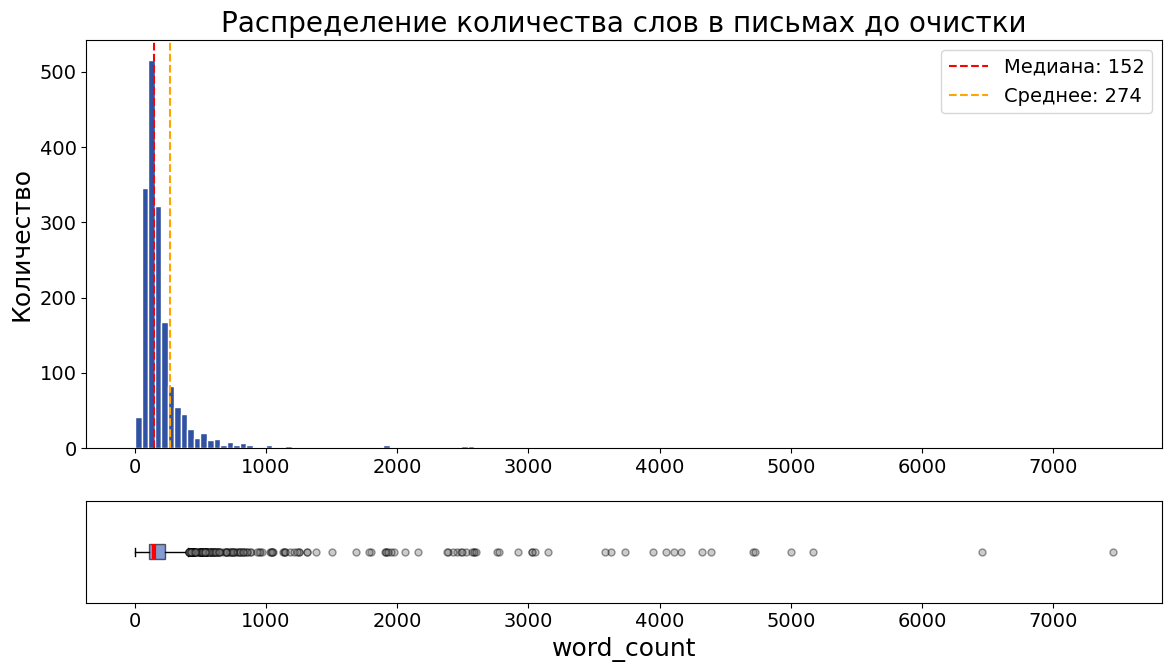 Распределение количества слов в письмах до очистки
Количество
500
400
300
200
100
0
Медиана: 152
Среднее: 274
0 1000 2000 3000 4000 5000 6000 7000
0 1000 2000 3000 4000 5000 6000 7000
word_count